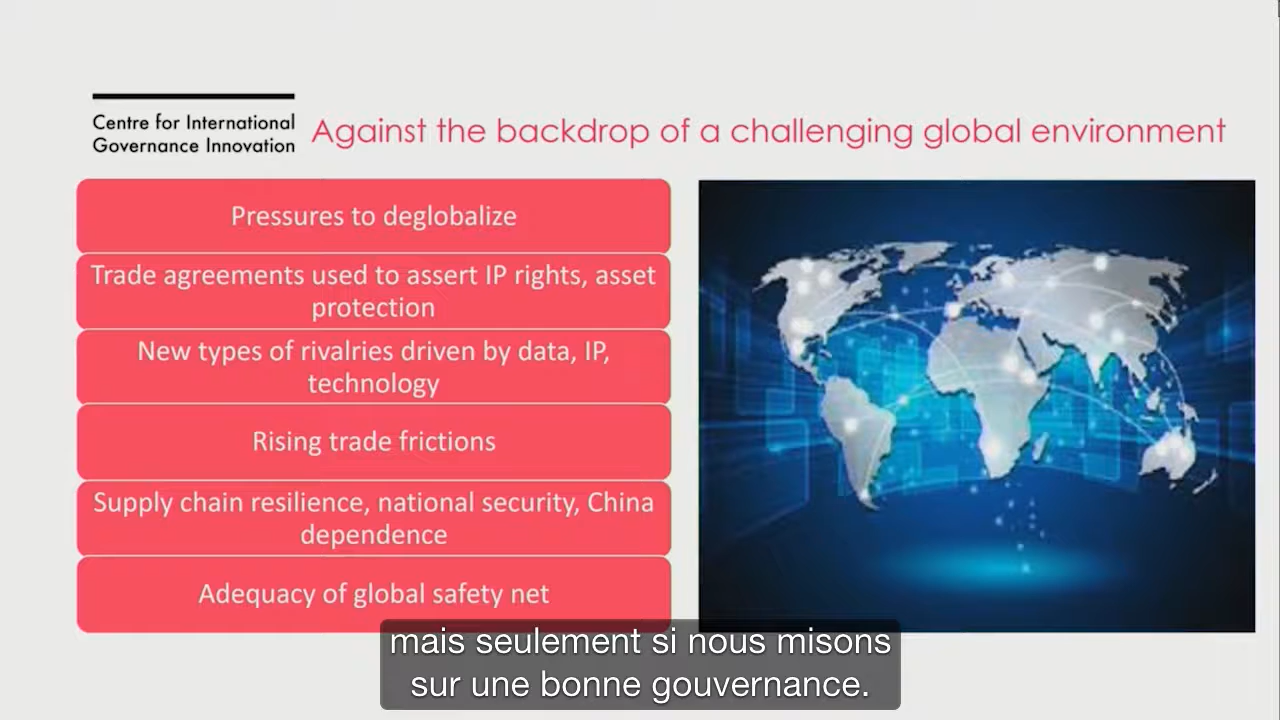 Centre for International
Governance Innovation
Against the backdrop of a challenging global environment
Pressures to deglobalize
Trade agreements used to assert IP rights, asset
protection
New types of rivalries driven by data, IP,
technology
Rising trade frictions
Supply chain resilience, national security, China
dependence
Adequacy of global safety net
mais seulement si nous misons
sur une bonne gouvernance.